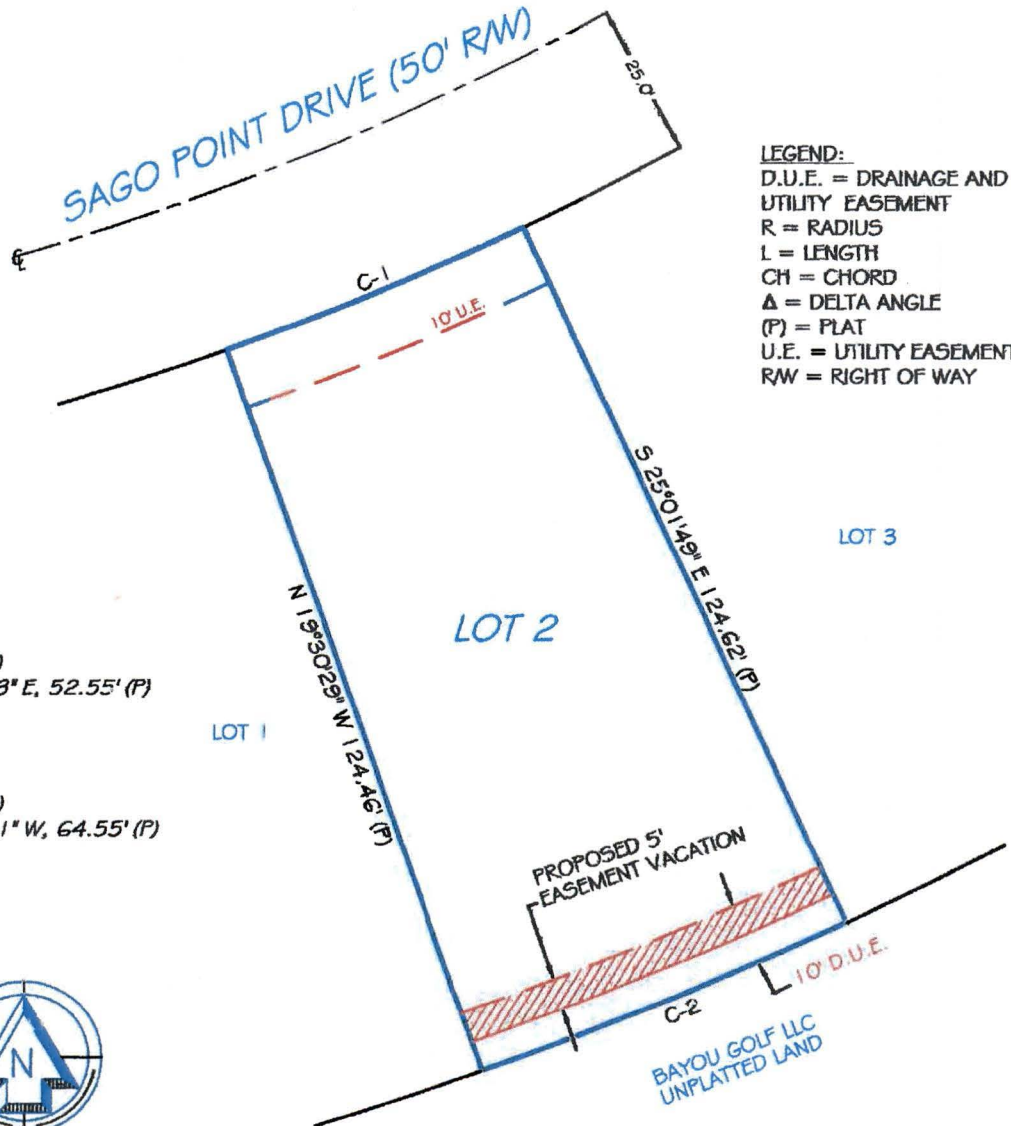 SAGO POINT DRIVE (50' R/W)
25.0'
LEGEND:
D.U.E. = DRAINAGE AND
UTILITY EASEMENT
R = RADIUS
L = LENGTH
CH = CHORD
Δ = DELTA ANGLE
(P) = PLAT
U.E. = UTILITY EASEMENT
R/W = RIGHT OF WAY
C-1
10' U.E.
S 25°01'49" E 124.62' (P)
LOT 3
N 19°30'29" W 124.46' (P)
LOT 2
)
3" E, 52.55' (P)
LOT 1
)
1" W, 64.55' (P)
PROPOSED 5'
EASEMENT VACATION
10' D.U.E.
C-2
BAYOU GOLF LLC
UNPLATTED LAND
N